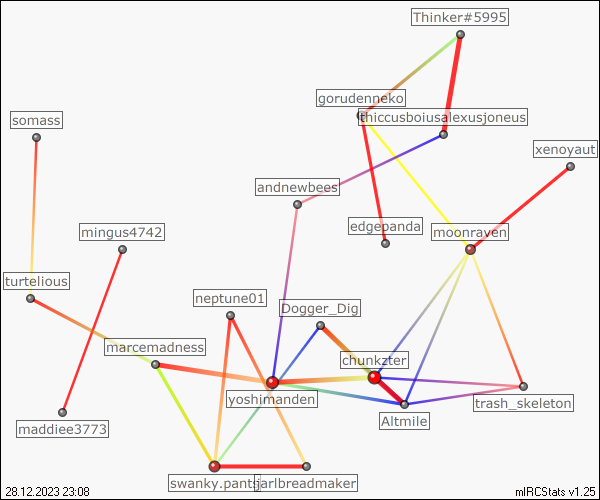 Thinker#5995
gorudenneko
thiccusboiusalexusjoneus
somass
xenoyaut
andnewbees
edgepanda
moonraven
mingus4742
turtelious
neptune01
Dogger_Dig
marcemadness
chunkzter
yoshimanden
trash_skeleton
Altmile
maddiee3773
swanky.pants
jarlbreadmaker
28.12.2023 23:08
mIRCStats v1.25